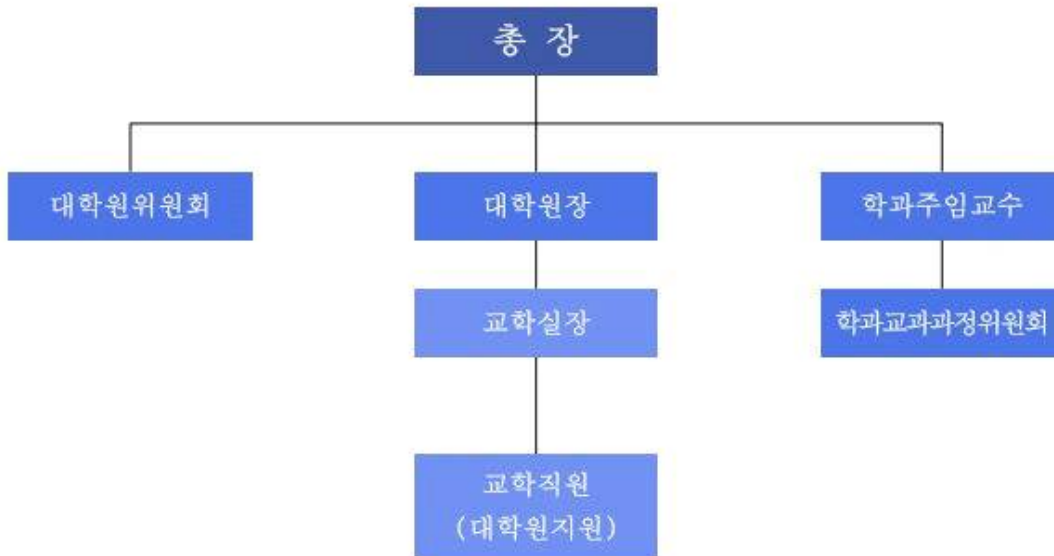 총 장
대학원위원회
대학원장
학과주임교수
교학실장
학과교과과정위원회
교학직원
(대학원지원)